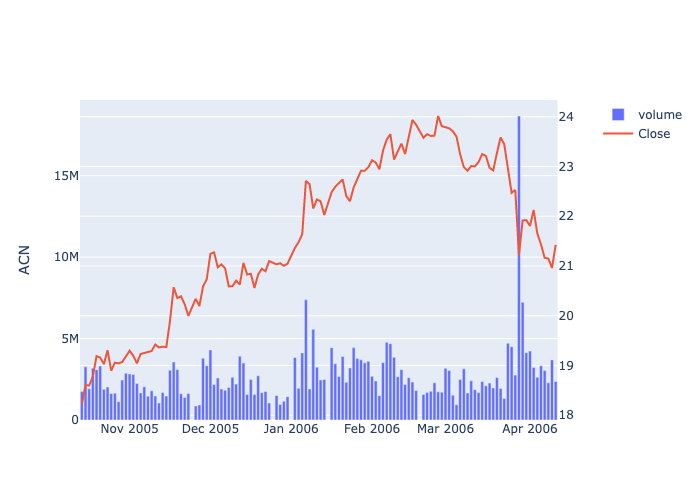 volume
Close
ACN
15M
10M
5M
0
24
23
22
21
20
19
18
Nov 2005
Dec 2005
Jan 2006
Feb 2006
Mar 2006
Apr 2006